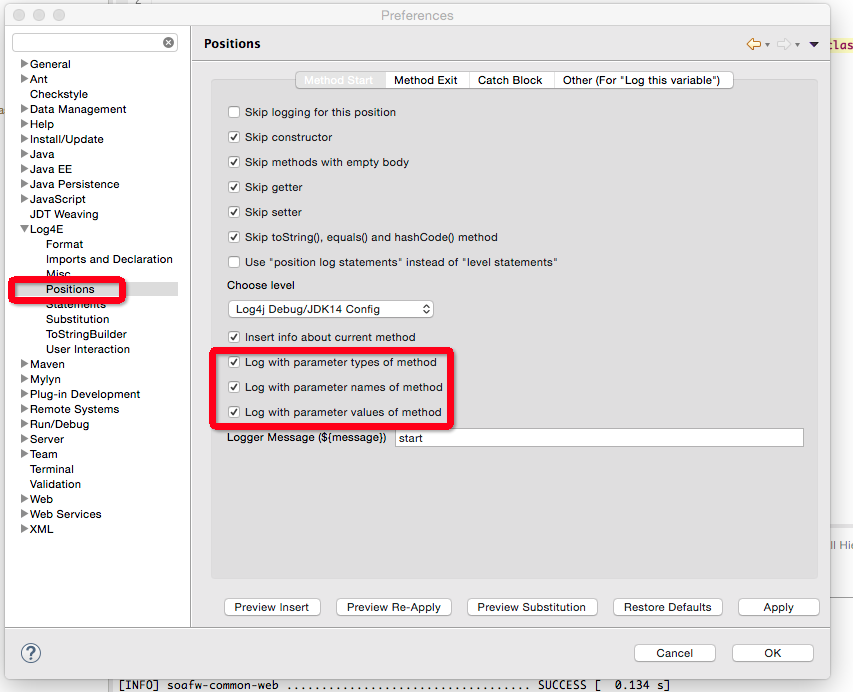 Preferences
Positions
clas
General
Ant
Checkstyle
Data Management
Help
Install/Update
Java
Java EE
Java Persistence
JavaScript
JDT Weaving
Log4E
Format
Imports and Declaration
Misc
Positions
Statements
Substitution
ToStringBuilder
User Interaction
Maven
Mylyn
Plug-in Development
Remote Systems
Run/Debug
Server
Team
Terminal
Validation
Web
Web Services
XML
Method Start Method Exit Catch Block Other (For "Log this variable")
Skip logging for this position
Skip constructor
Skip methods with empty body
Skip getter
Skip setter
Skip toString(), equals() and hashCode() method
Use "position log statements" instead of "level statements"
Choose level
Log4j Debug/JDK14 Config
Insert info about current method
Log with parameter types of method
Log with parameter names of method
Log with parameter values of method
Logger Message (${message}) start
ll Hi
Preview Insert Preview Re-Apply Preview Substitution Restore Defaults Apply
? Cancel OK
[INFO] soafw-common-web ................................ SUCCESS [  0.134 s]